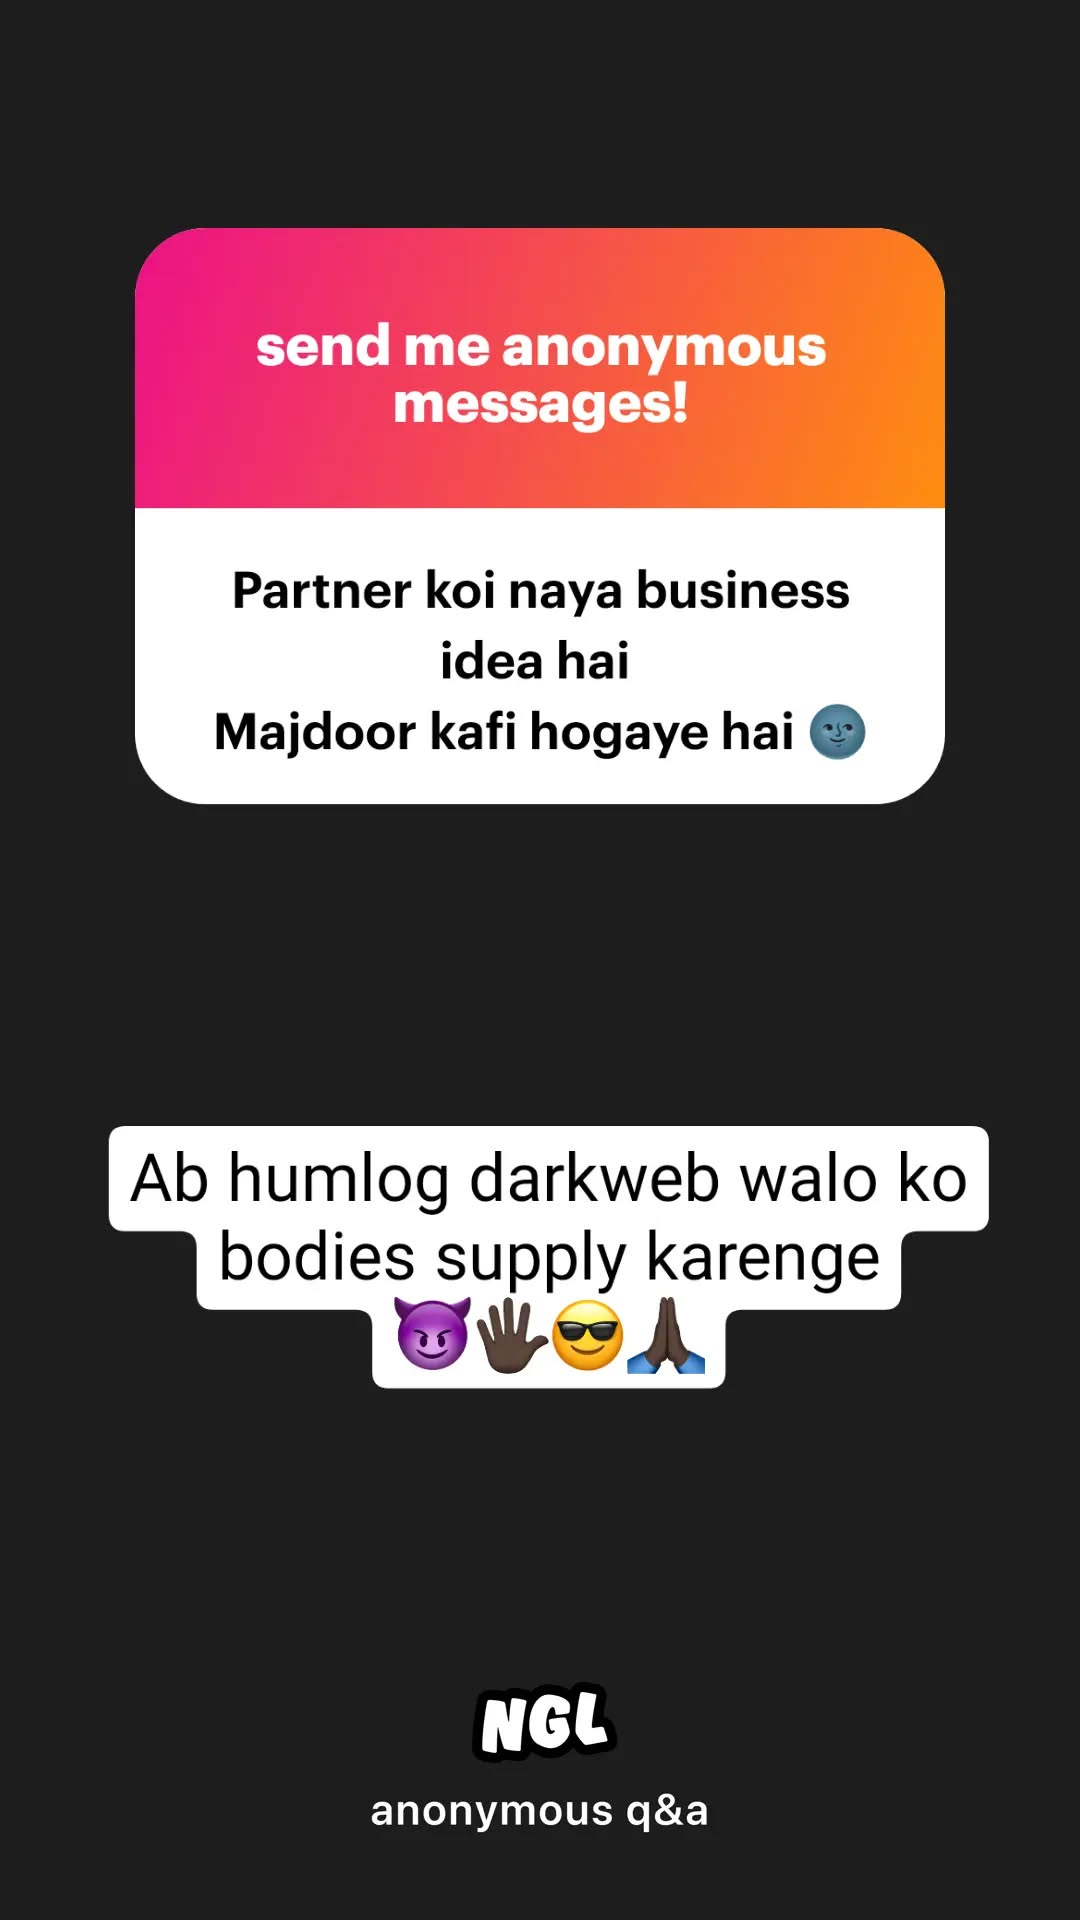 send me anonymous
messages!
Partner koi naya business
idea hai
Majdoor kafi hogaye hai 🌚
Ab humlog darkweb walo ko
bodies supply karenge
😈🖐🏿😎🙏🏿
NGL
anonymous q&a